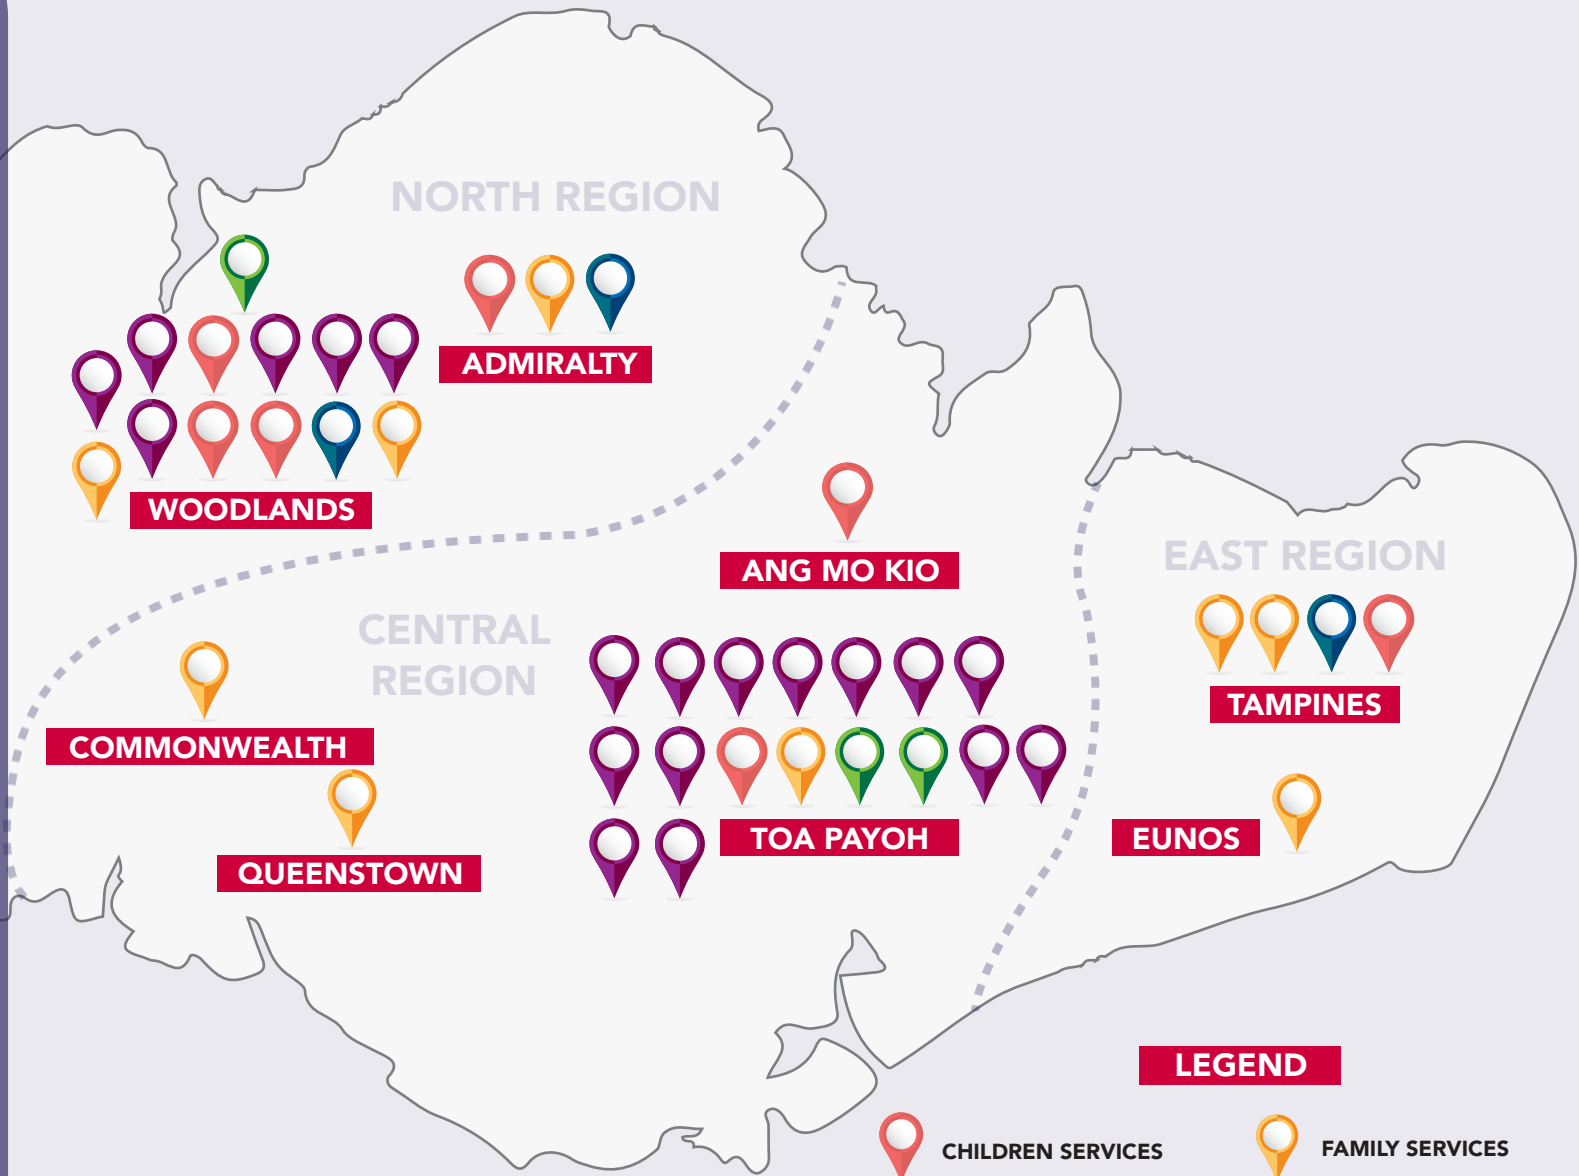 NORTH REGION
ADMIRALTY
WOODLANDS
ANG MO KIO
EAST REGION
CENTRAL
REGION
TAMPINES
COMMONWEALTH
TOA PAYOH
EUNOS
QUEENSTOWN
LEGEND
CHILDREN SERVICES
FAMILY SERVICES